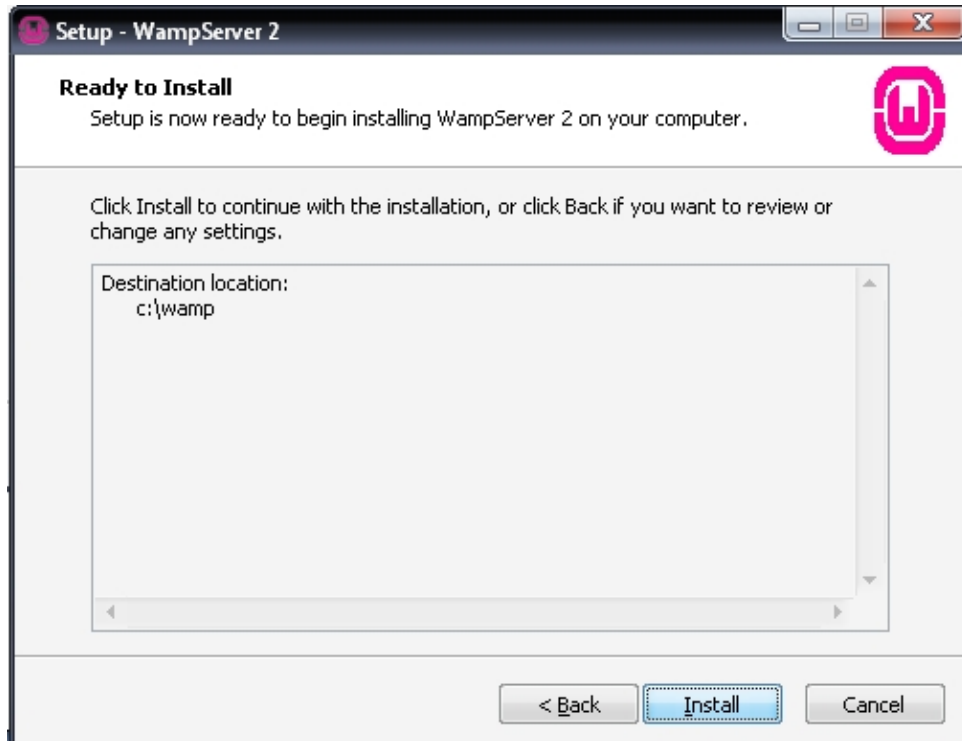 Setup - WampServer 2
Ready to Install
Setup is now ready to begin installing WampServer 2 on your computer.
Click Install to continue with the installation, or click Back if you want to review or
change any settings.
Destination location:
c:\wamp
< Back Install Cancel